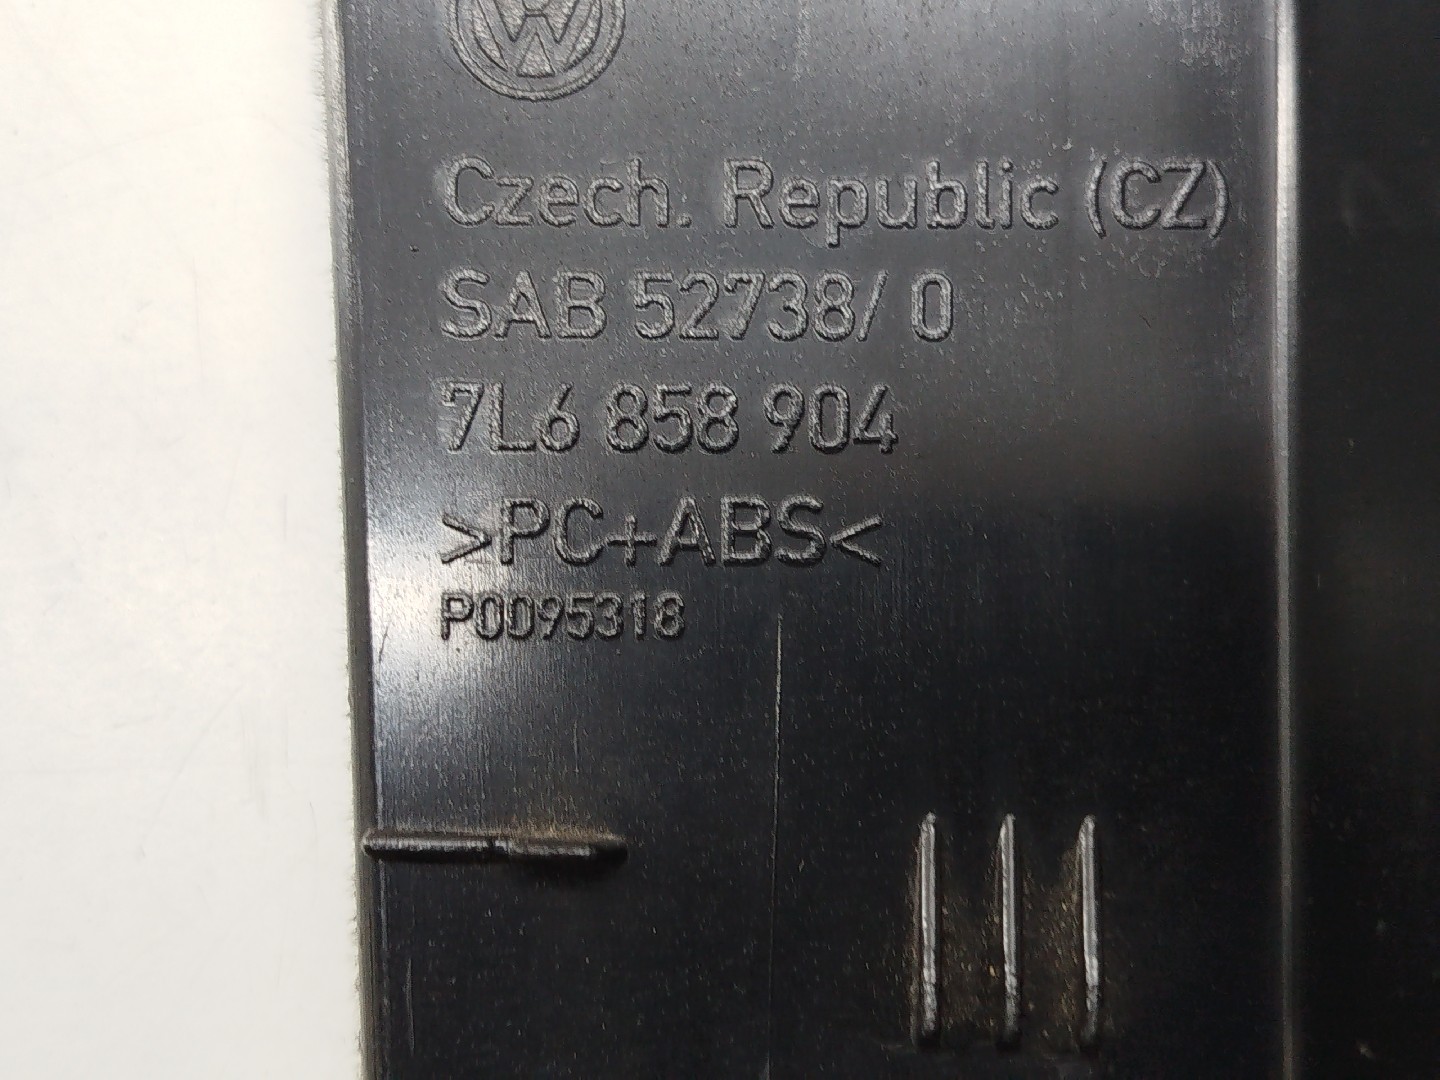 Czech. Republic (CZ)
SAB 52738/ 0
7L6 858 904
>PC+ABS<
P0095318